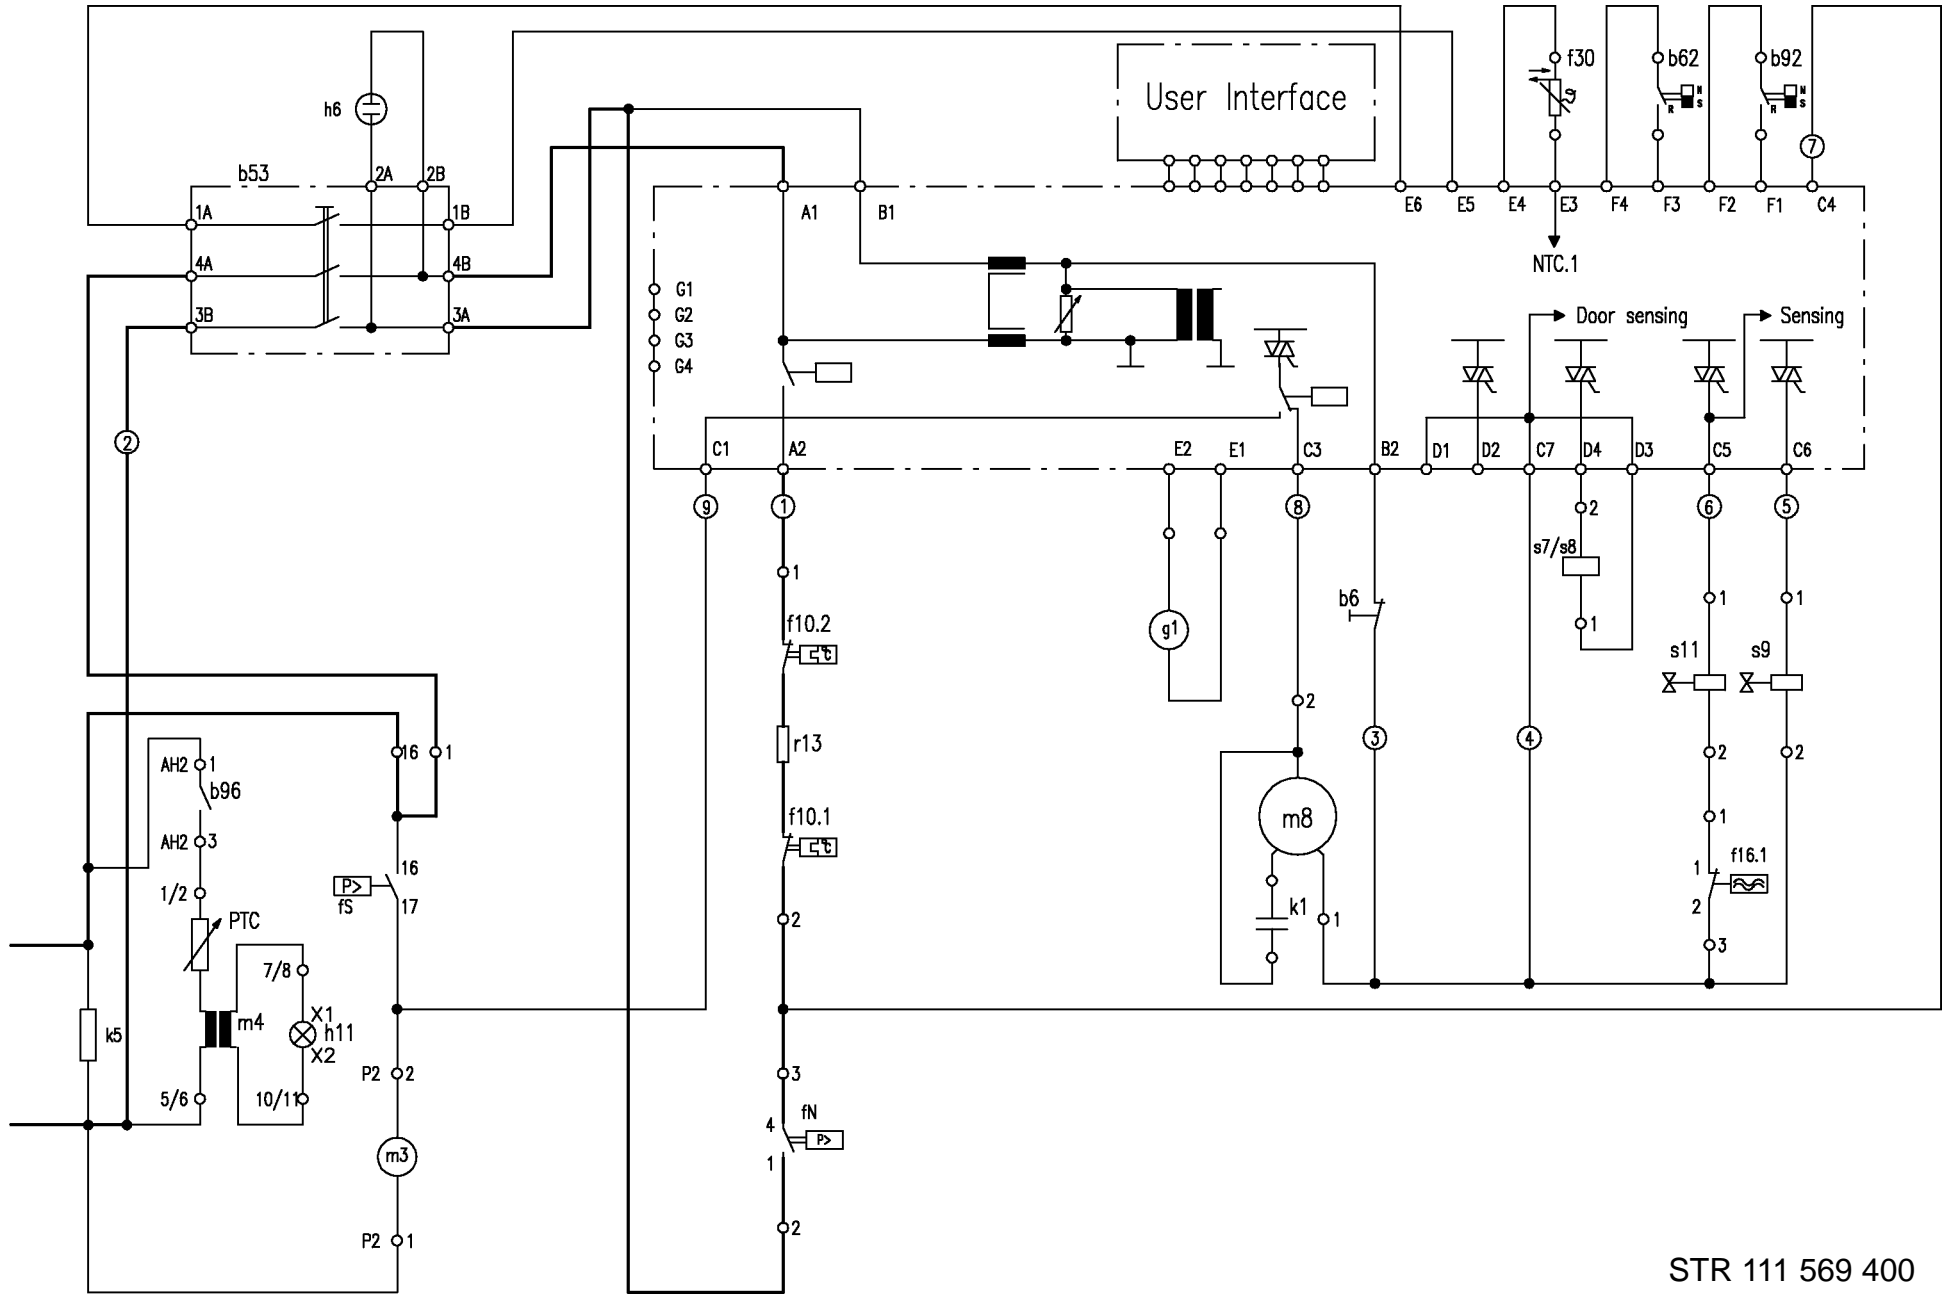 f30
b62
b92
N
S
R
N
S
R
h6
User Interface
7
b53
2A
2B
1A
1B
4A
4B
3B
3A
A1
B1
E6
E5
E4
E3
F4
F3
F2
F1
C4
NTC.1
G1
G2
G3
G4
Door sensing
Sensing
2
C1
A2
E2
E1
C3
B2
D1
D2
C7
D4
D3
C5
C6
9
1
8
2
6
5
s7/s8
1
b6
1
1
1
f10.2
°C
g1
s11
s9
2
r13
3
4
2
2
16
1
AH2
1
b96
AH2
3
f10.1
°C
m8
1
16
P>
fS
17
1/2
PTC
k1
1
2
1
f16.1
2
3
7/8
m4
X1
h11
X2
k5
5/6
10/11
P2
2
3
4
fN
P>
1
m3
P2
1
2
STR 111 569 400